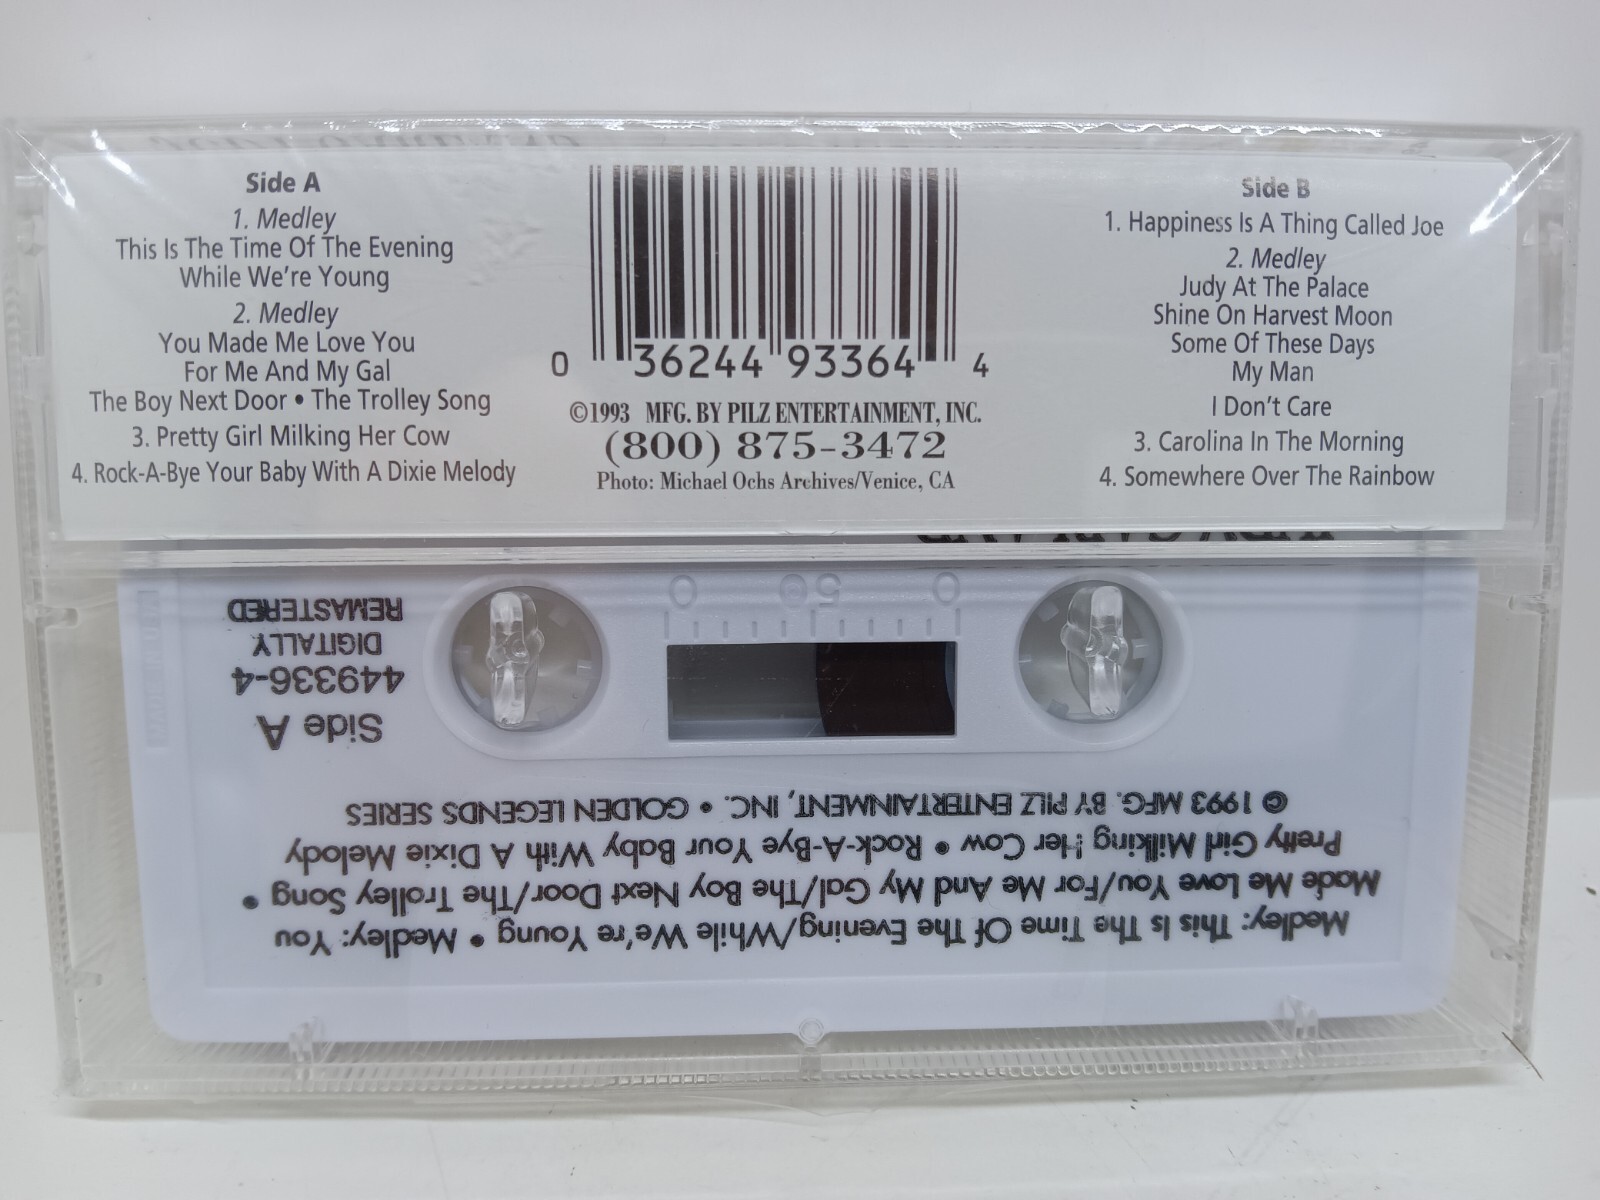 Side A
1. Medley
This Is The Time Of The Evening
While We're Young
2. Medley
You Made Me Love You
For Me And My Gal
The Boy Next Door • The Trolley Song
3. Pretty Girl Milking Her Cow
4. Rock-A-Bye Your Baby With A Dixie Melody
0 36244 93364 4
©1993 MFG. BY PILZ ENTERTAINMENT, INC.
(800) 875-3472
Photo: Michael Ochs Archives/Venice, CA
Side B
1. Happiness Is A Thing Called Joe
2. Medley
Judy At The Palace
Shine On Harvest Moon
Some Of These Days
My Man
I Don't Care
3. Carolina In The Morning
4. Somewhere Over The Rainbow
Medley: This Is The Time Of The Evening/While We're Young • Medley: You
Made Me Love You/For Me And My Gal/The Boy Next Door/The Trolley Song •
Pretty Girl Milking Her Cow • Rock-A-Bye Your Baby With A Dixie Melody
© 1993 MFG. BY PILZ ENTERTAINMENT, INC. • GOLDEN LEGENDS SERIES
Side A
449336-4
DIGITALLY
REMASTERED
0 50 0